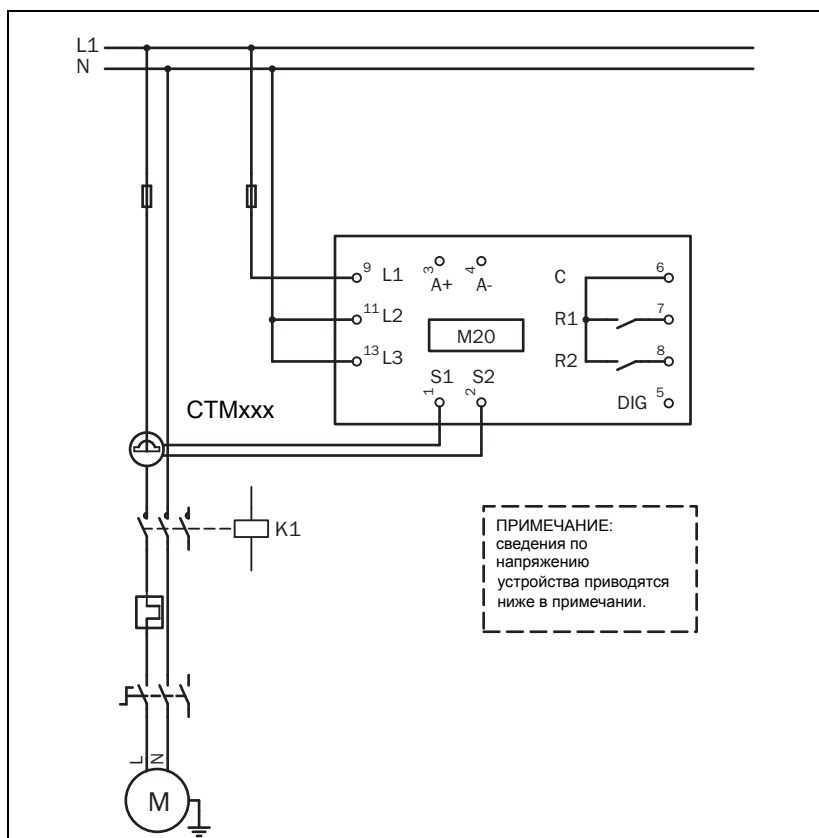 L1
N
9 L1
3 A+
4 A-
C 6
11 L2
M20
R1 7
13 L3
R2 8
S1 S2
1 2
DIG 5
CTMxxx
K1
ПРИМЕЧАНИЕ:
сведения по
напряжению
устройства приводятся
ниже в примечании.
L N
M